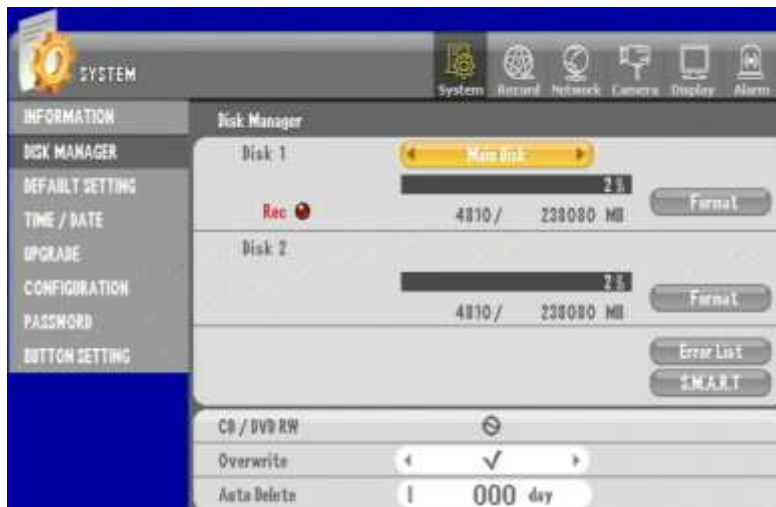 SYSTEM
System Record Network Camera Display Alarm
INFORMATION
DISK MANAGER
DEFAULT SETTING
TIME / DATE
UPGRADE
CONFIGURATION
PASSWORD
BUTTON SETTING
Disk Manager
Disk 1
Main Disk
2 %
Rec
4810 / 238080 MB
Format
Disk 2
2 %
4810 / 238080 MB
Format
Error List
S.M.A.R.T
CD / DVD RW
Overwrite
Auto Delete
000 day